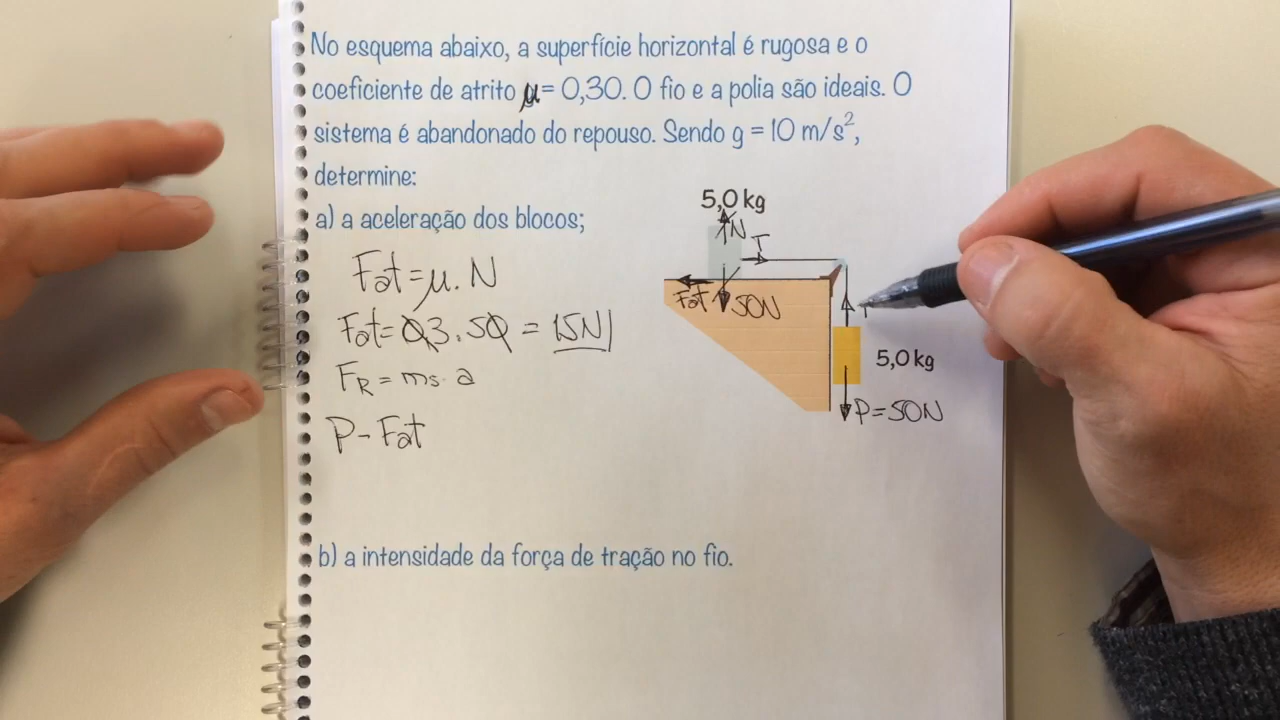 No esquema abaixo, a superfície horizontal é rugosa e o
coeficiente de atrito μ = 0,30. O fio e a polia são ideais. O
sistema é abandonado do repouso. Sendo g = 10 m/s²,
determine:
a) a aceleração dos blocos;
5,0 kg
N
T
Fat
50N
T
5,0 kg
P=50N
Fat=μ.N
Fat=0,3.50 = 15N
FR = ms.a
P-Fat
b) a intensidade da força de tração no fio.